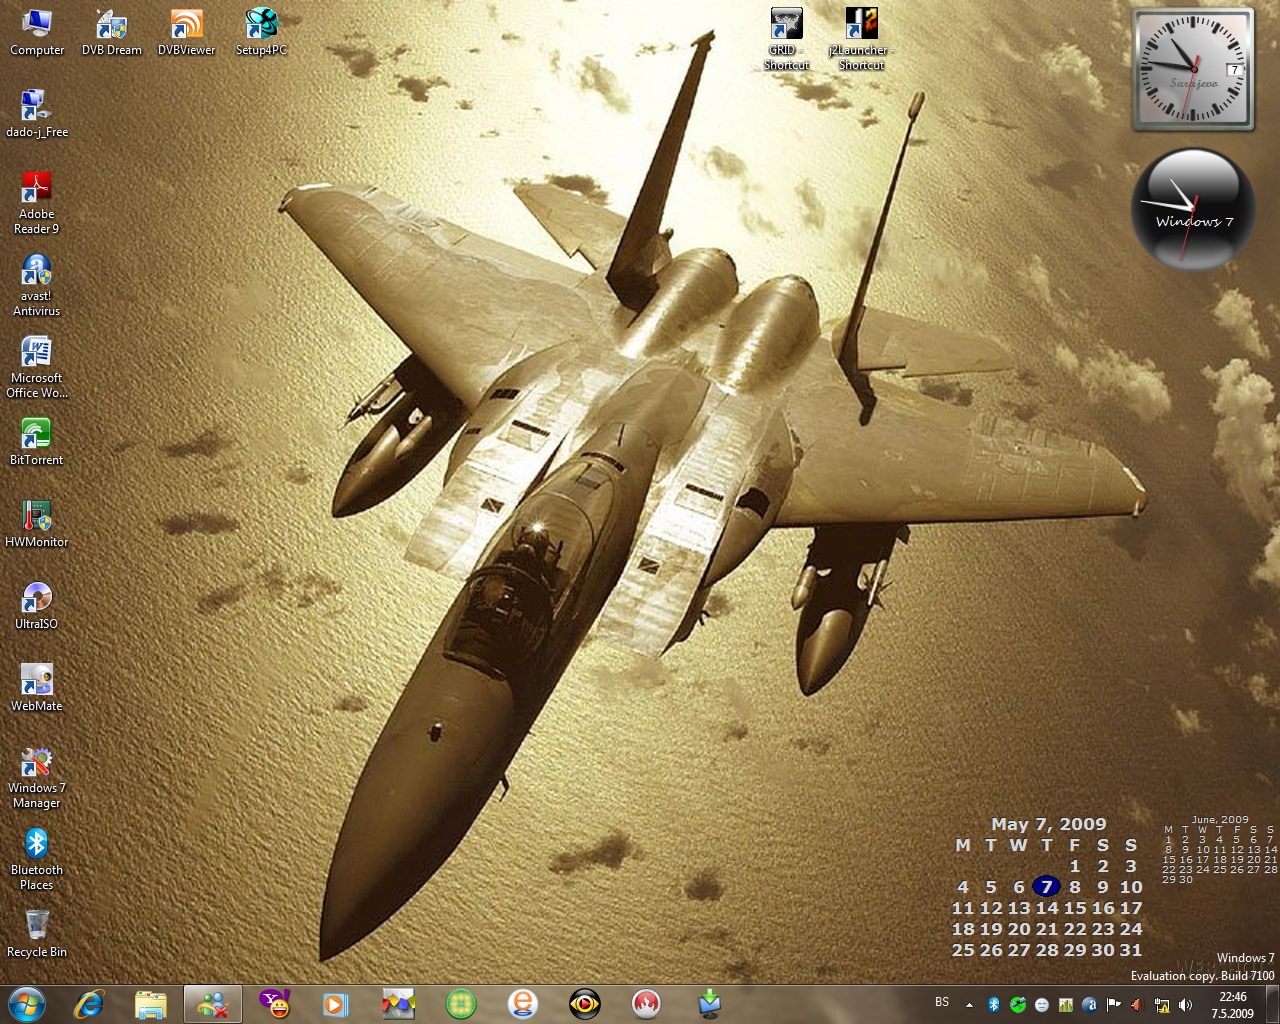 Computer
DVB Dream
DVBViewer
Setup4PC
GRID -
Shortcut
j2Launcher -
Shortcut
7
Sarajevo
dado-j_Free
Windows 7
Adobe
Reader 9
avast!
Antivirus
Microsoft
Office Wo...
BitTorrent
HWMonitor
UltraISO
WebMate
Windows 7
Manager
Bluetooth
Places
Recycle Bin
May 7, 2009
M T W T F S S
1 2 3
4 5 6 7 8 9 10
11 12 13 14 15 16 17
18 19 20 21 22 23 24
25 26 27 28 29 30 31
June, 2009
M T W T F S S
1 2 3 4 5 6 7
8 9 10 11 12 13 14
15 16 17 18 19 20 21
22 23 24 25 26 27 28
29 30
Windows 7
Evaluation copy. Build 7100
BS
22:46
7.5.2009